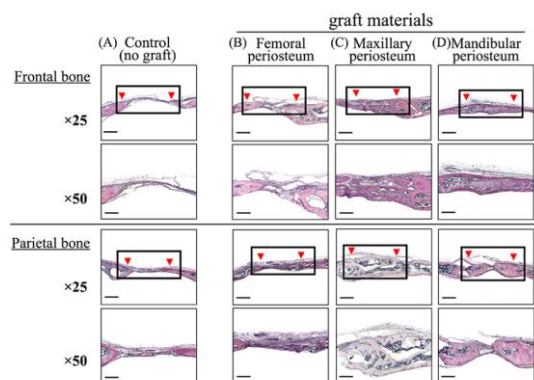 graft materials
(A) Control
(no graft)
(B) Femoral
periosteum
(C) Maxillary
periosteum
(D) Mandibular
periosteum
Frontal bone
×25
×50
Parietal bone
×25
×50